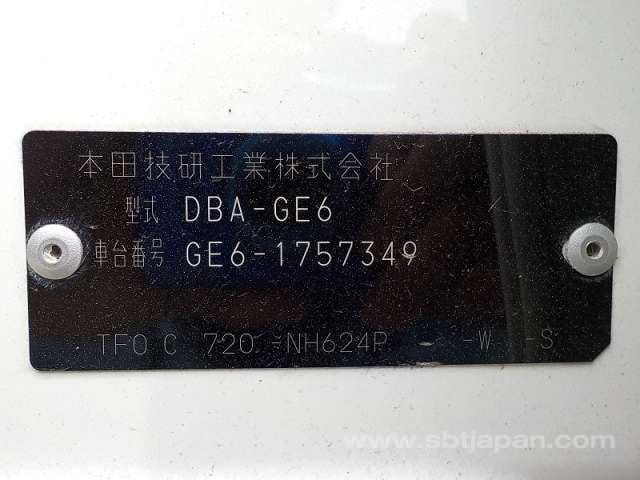 本田技研工業株式会社
型式 DBA-GE6
車台番号 GE6-1757349
TF0 C 720 -NH624P - -W -S
www.sbtjapan.com